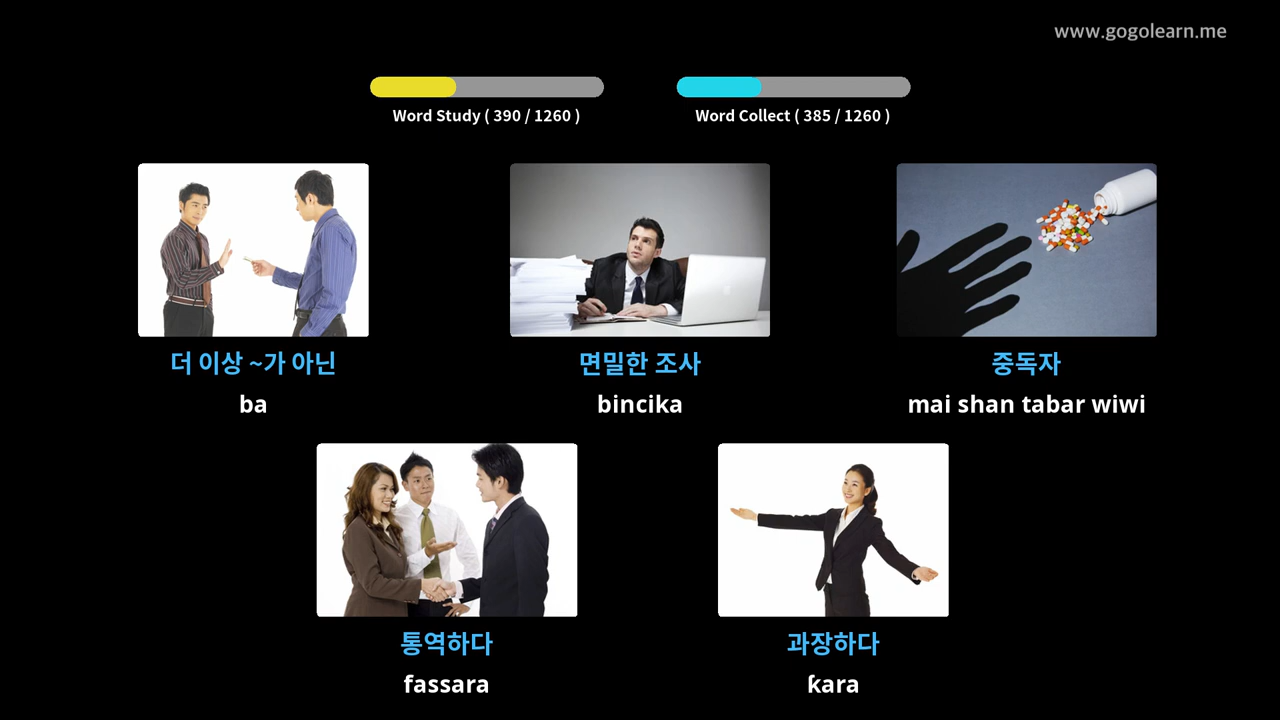 www.gogolearn.me
Word Study ( 390 / 1260 )
Word Collect ( 385 / 1260 )
더 이상 ~가 아닌
ba
면밀한 조사
bincika
중독자
mai shan tabar wiwi
통역하다
fassara
과장하다
ƙara